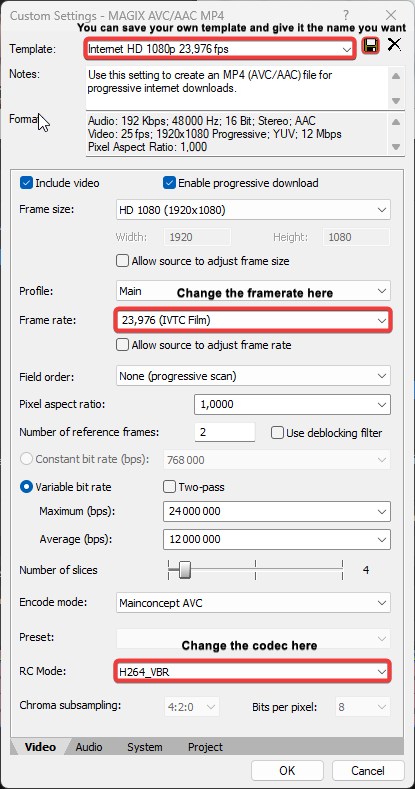 Custom Settings - MAGIX AVC/AAC MP4
You can save your own template and give it the name you want
Template:
Internet HD 1080p 23,976 fps
Notes:
Use this setting to create an MP4 (AVC/AAC) file for
progressive internet downloads.
Format:
Audio: 192 Kbps; 48 000 Hz; 16 Bit; Stereo; AAC
Video: 25 fps; 1920x1080 Progressive; YUV; 12 Mbps
Pixel Aspect Ratio: 1,000
Include video
Enable progressive download
Frame size:
HD 1080 (1920x1080)
Width:
1920
Height:
1080
Allow source to adjust frame size
Profile:
Main
Change the framerate here
Frame rate:
23,976 (IVTC Film)
Allow source to adjust frame rate
Field order:
None (progressive scan)
Pixel aspect ratio:
1,0000
Number of reference frames:
2
Use deblocking filter
Constant bit rate (bps):
768 000
Variable bit rate
Two-pass
Maximum (bps):
24 000 000
Average (bps):
12 000 000
Number of slices
4
Encode mode:
Mainconcept AVC
Preset:
Change the codec here
RC Mode:
H264_VBR
Chroma subsampling:
4:2:0
Bits per pixel:
8
Video
Audio
System
Project
OK
Cancel